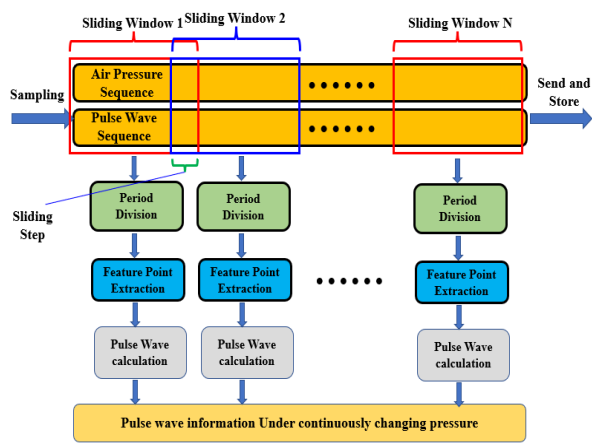 Sliding Window 1
Sliding Window 2
Sliding Window N
Air Pressure
Sequence
Pulse Wave
Sequence
Sampling
Send and
Store
Sliding
Step
Period
Division
Period
Division
Period
Division
Feature Point
Extraction
Feature Point
Extraction
Feature Point
Extraction
Pulse Wave
calculation
Pulse Wave
calculation
Pulse Wave
calculation
Pulse wave information Under continuously changing pressure